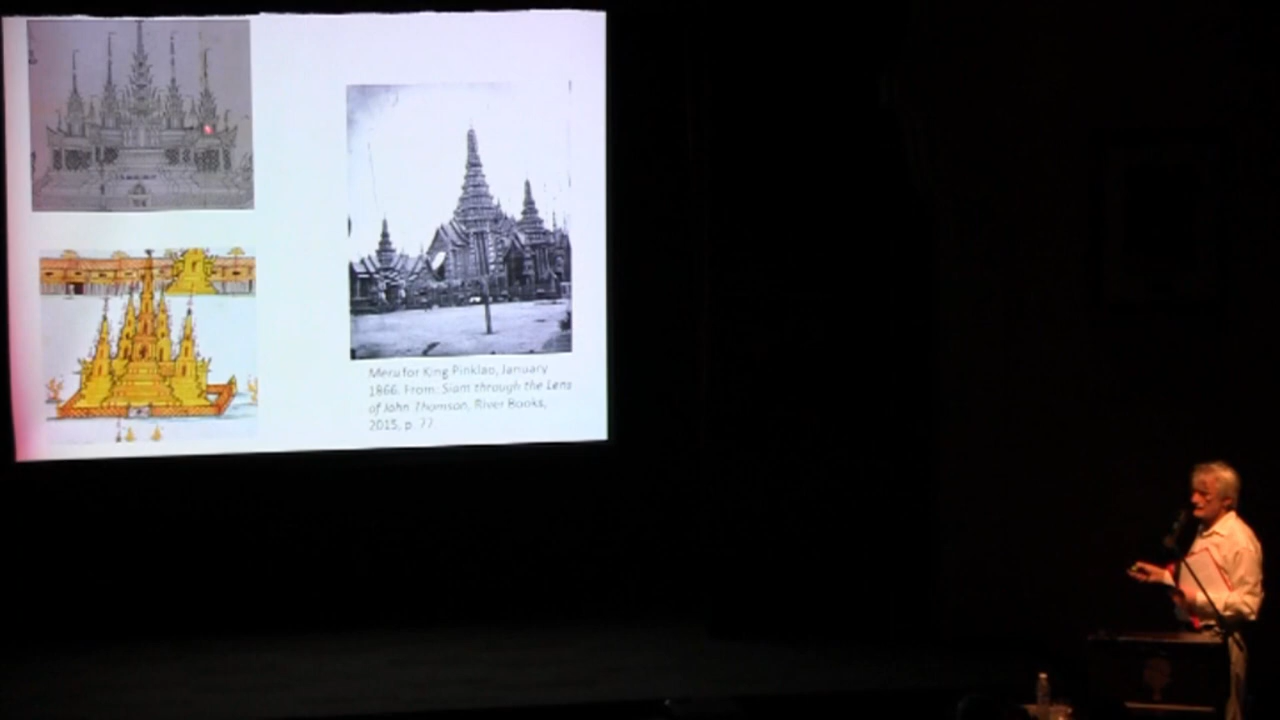 Meru for King Pinklao, January
1866. From: Siam through the Lens
of John Thomson, River Books,
2015, p. 77.